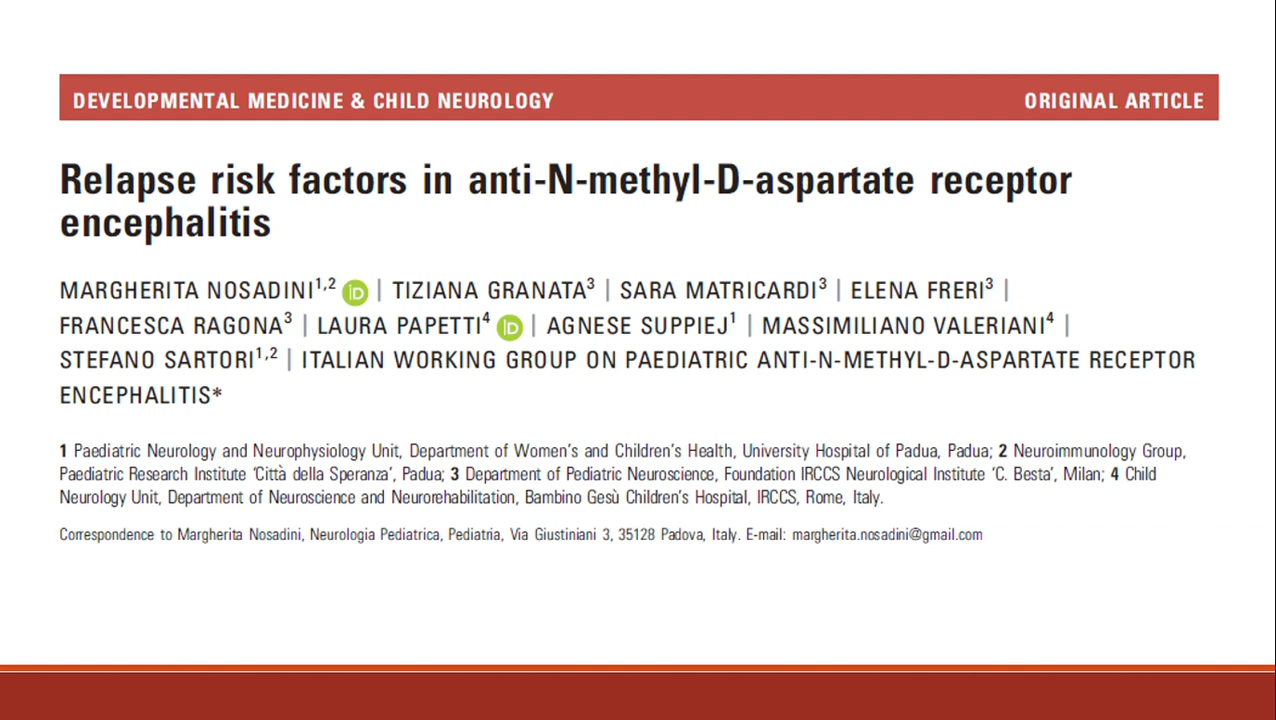 DEVELOPMENTAL MEDICINE & CHILD NEUROLOGY ORIGINAL ARTICLE
Relapse risk factors in anti-N-methyl-D-aspartate receptor
encephalitis
MARGHERITA NOSADINI1,2 iD | TIZIANA GRANATA3 | SARA MATRICARDI3 | ELENA FRERI3 |
FRANCESCA RAGONA3 | LAURA PAPETTI4 iD | AGNESE SUPPIEJ1 | MASSIMILIANO VALERIANI4 |
STEFANO SARTORI1,2 | ITALIAN WORKING GROUP ON PAEDIATRIC ANTI-N-METHYL-D-ASPARTATE RECEPTOR
ENCEPHALITIS*
1 Paediatric Neurology and Neurophysiology Unit, Department of Women's and Children's Health, University Hospital of Padua, Padua; 2 Neuroimmunology Group,
Paediatric Research Institute 'Città della Speranza', Padua; 3 Department of Pediatric Neuroscience, Foundation IRCCS Neurological Institute 'C. Besta', Milan; 4 Child
Neurology Unit, Department of Neuroscience and Neurorehabilitation, Bambino Gesù Children's Hospital, IRCCS, Rome, Italy.
Correspondence to Margherita Nosadini, Neurologia Pediatrica, Pediatria, Via Giustiniani 3, 35128 Padova, Italy. E-mail: margherita.nosadini@gmail.com